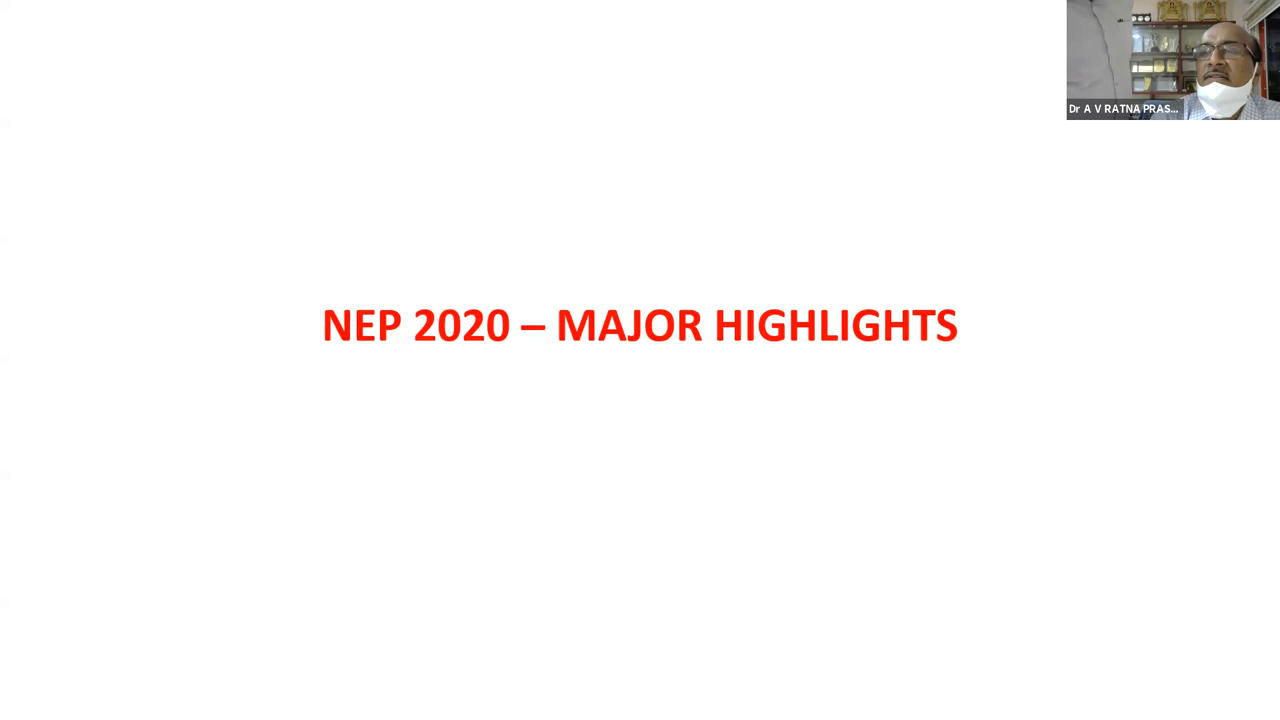 Dr A V RATNA PRAS...
NEP 2020 – MAJOR HIGHLIGHTS